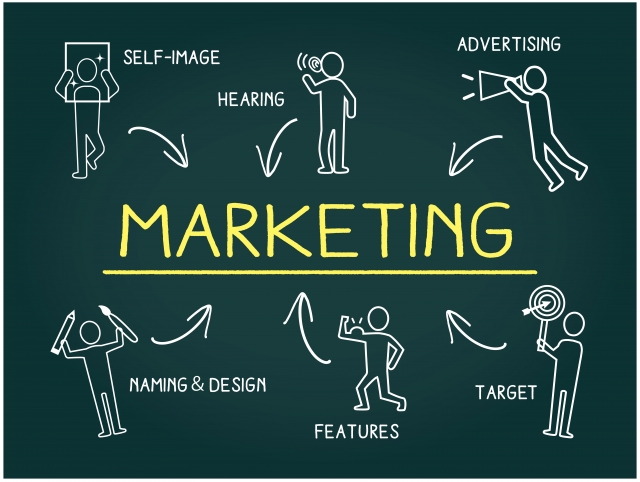 SELF-IMAGE
HEARING
ADVERTISING
MARKETING
NAMING & DESIGN
FEATURES
TARGET